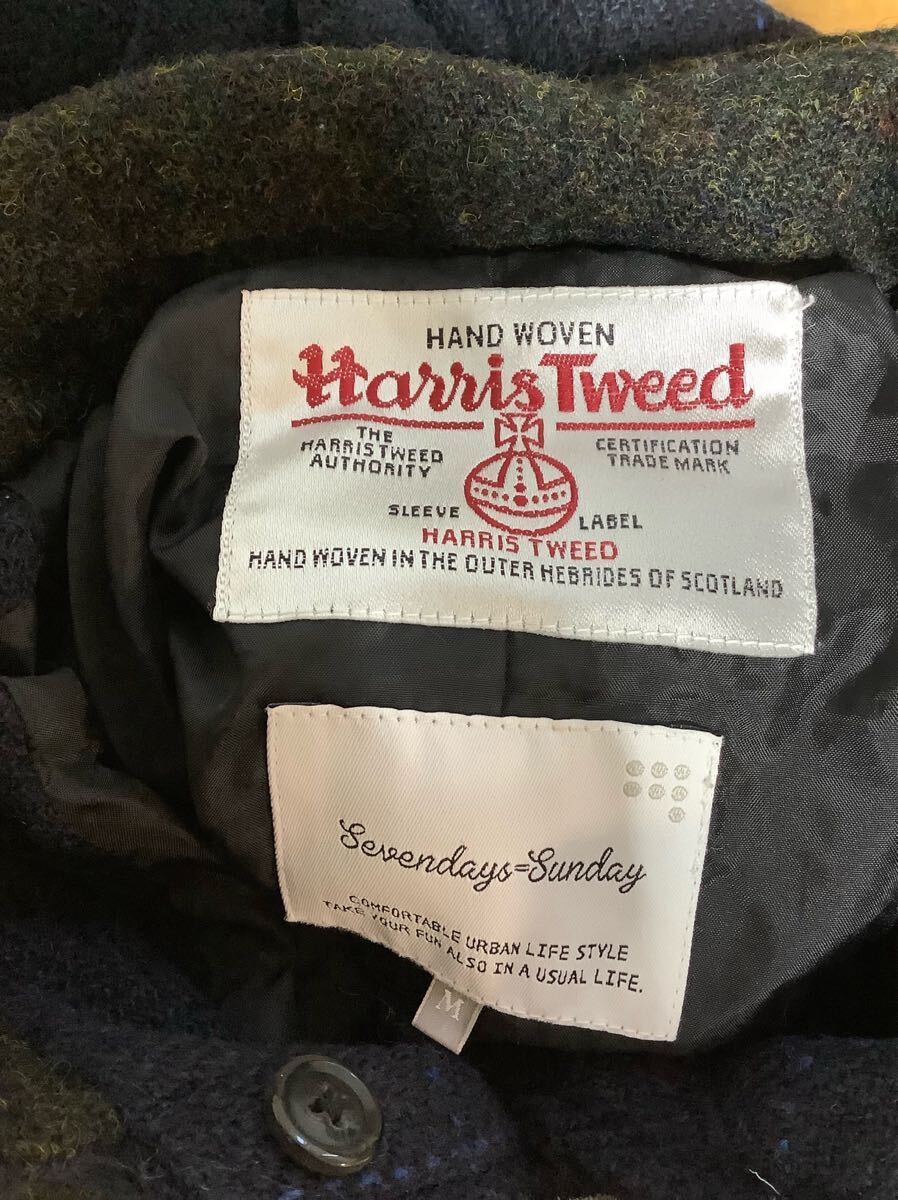 HAND WOVEN
Harris Tweed
THE HARRIS TWEED AUTHORITY
CERTIFICATION TRADE MARK
SLEEVE LABEL
HARRIS TWEED
HAND WOVEN IN THE OUTER HEBRIDES OF SCOTLAND
Sevendays=Sunday
COMFORTABLE URBAN LIFE STYLE
TAKE YOUR FUN ALSO IN A USUAL LIFE.
M